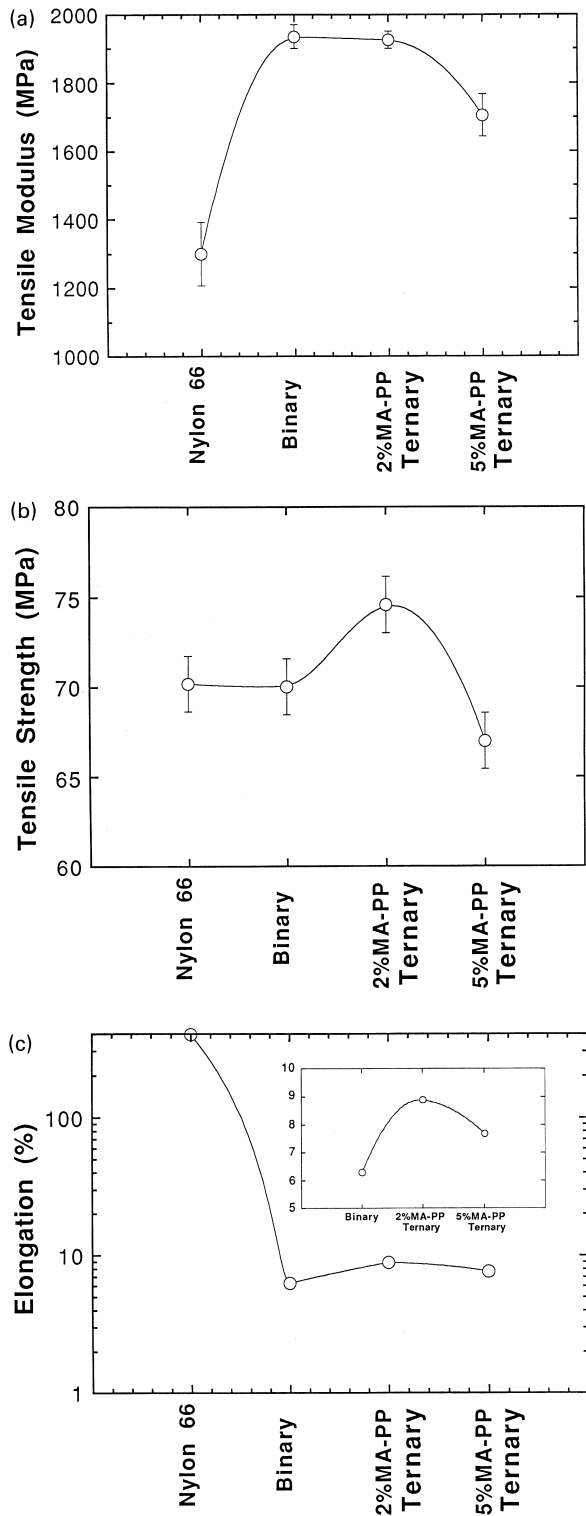 (a)
Tensile Modulus (MPa)
2000
1800
1600
1400
1200
1000
Nylon 66
Binary
2%MA-PP
Ternary
5%MA-PP
Ternary
(b)
Tensile Strength (MPa)
80
75
70
65
60
Nylon 66
Binary
2%MA-PP
Ternary
5%MA-PP
Ternary
(c)
Elongation (%)
100
10
1
10
9
8
7
6
5
Binary
2%MA-PP
Ternary
5%MA-PP
Ternary
Nylon 66
Binary
2%MA-PP
Ternary
5%MA-PP
Ternary